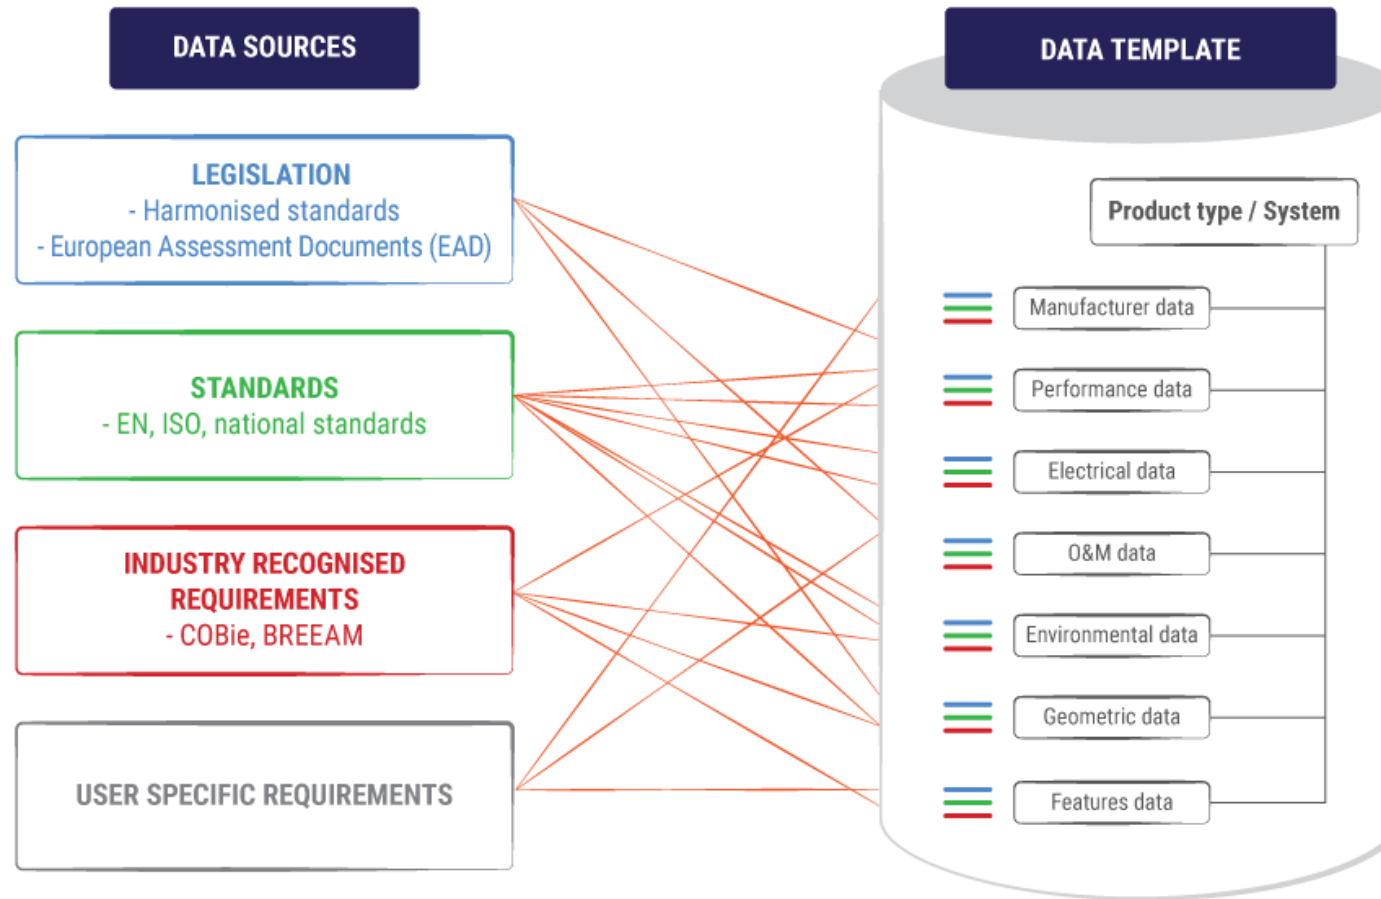 DATA SOURCES
LEGISLATION
- Harmonised standards
- European Assessment Documents (EAD)
STANDARDS
- EN, ISO, national standards
INDUSTRY RECOGNISED
REQUIREMENTS
- COBie, BREEAM
USER SPECIFIC REQUIREMENTS
DATA TEMPLATE
Product type / System
Manufacturer data
Performance data
Electrical data
O&M data
Environmental data
Geometric data
Features data